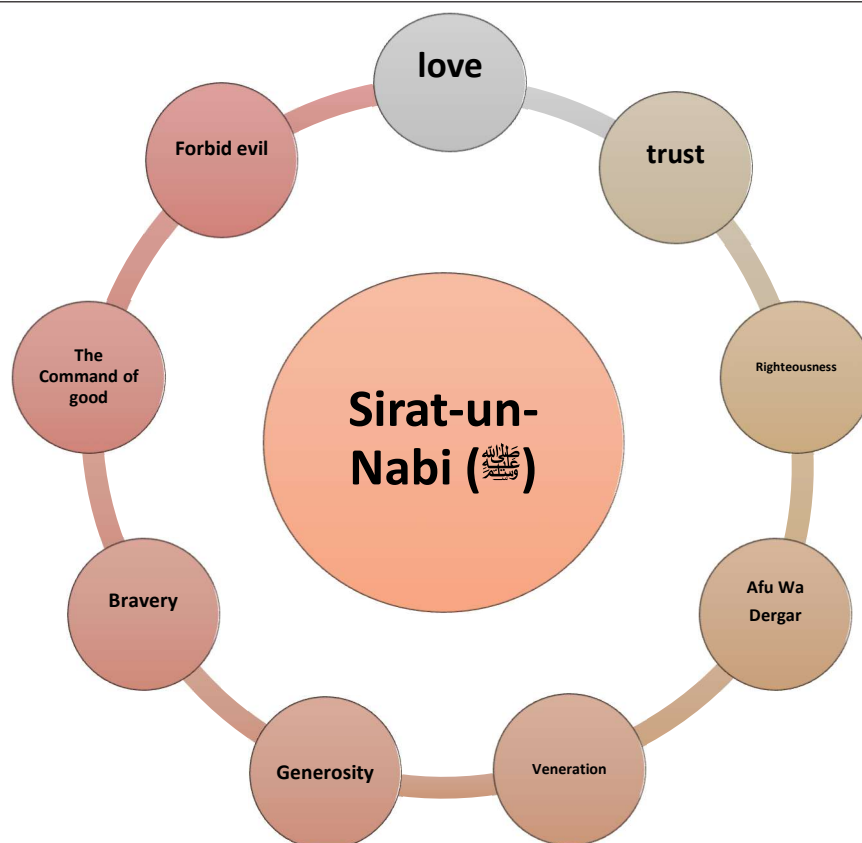 love
trust
Righteousness
Afu Wa
Dergar
Veneration
Generosity
Bravery
The
Command of
good
Forbid evil
Sirat-un-
Nabi (ﷺ)